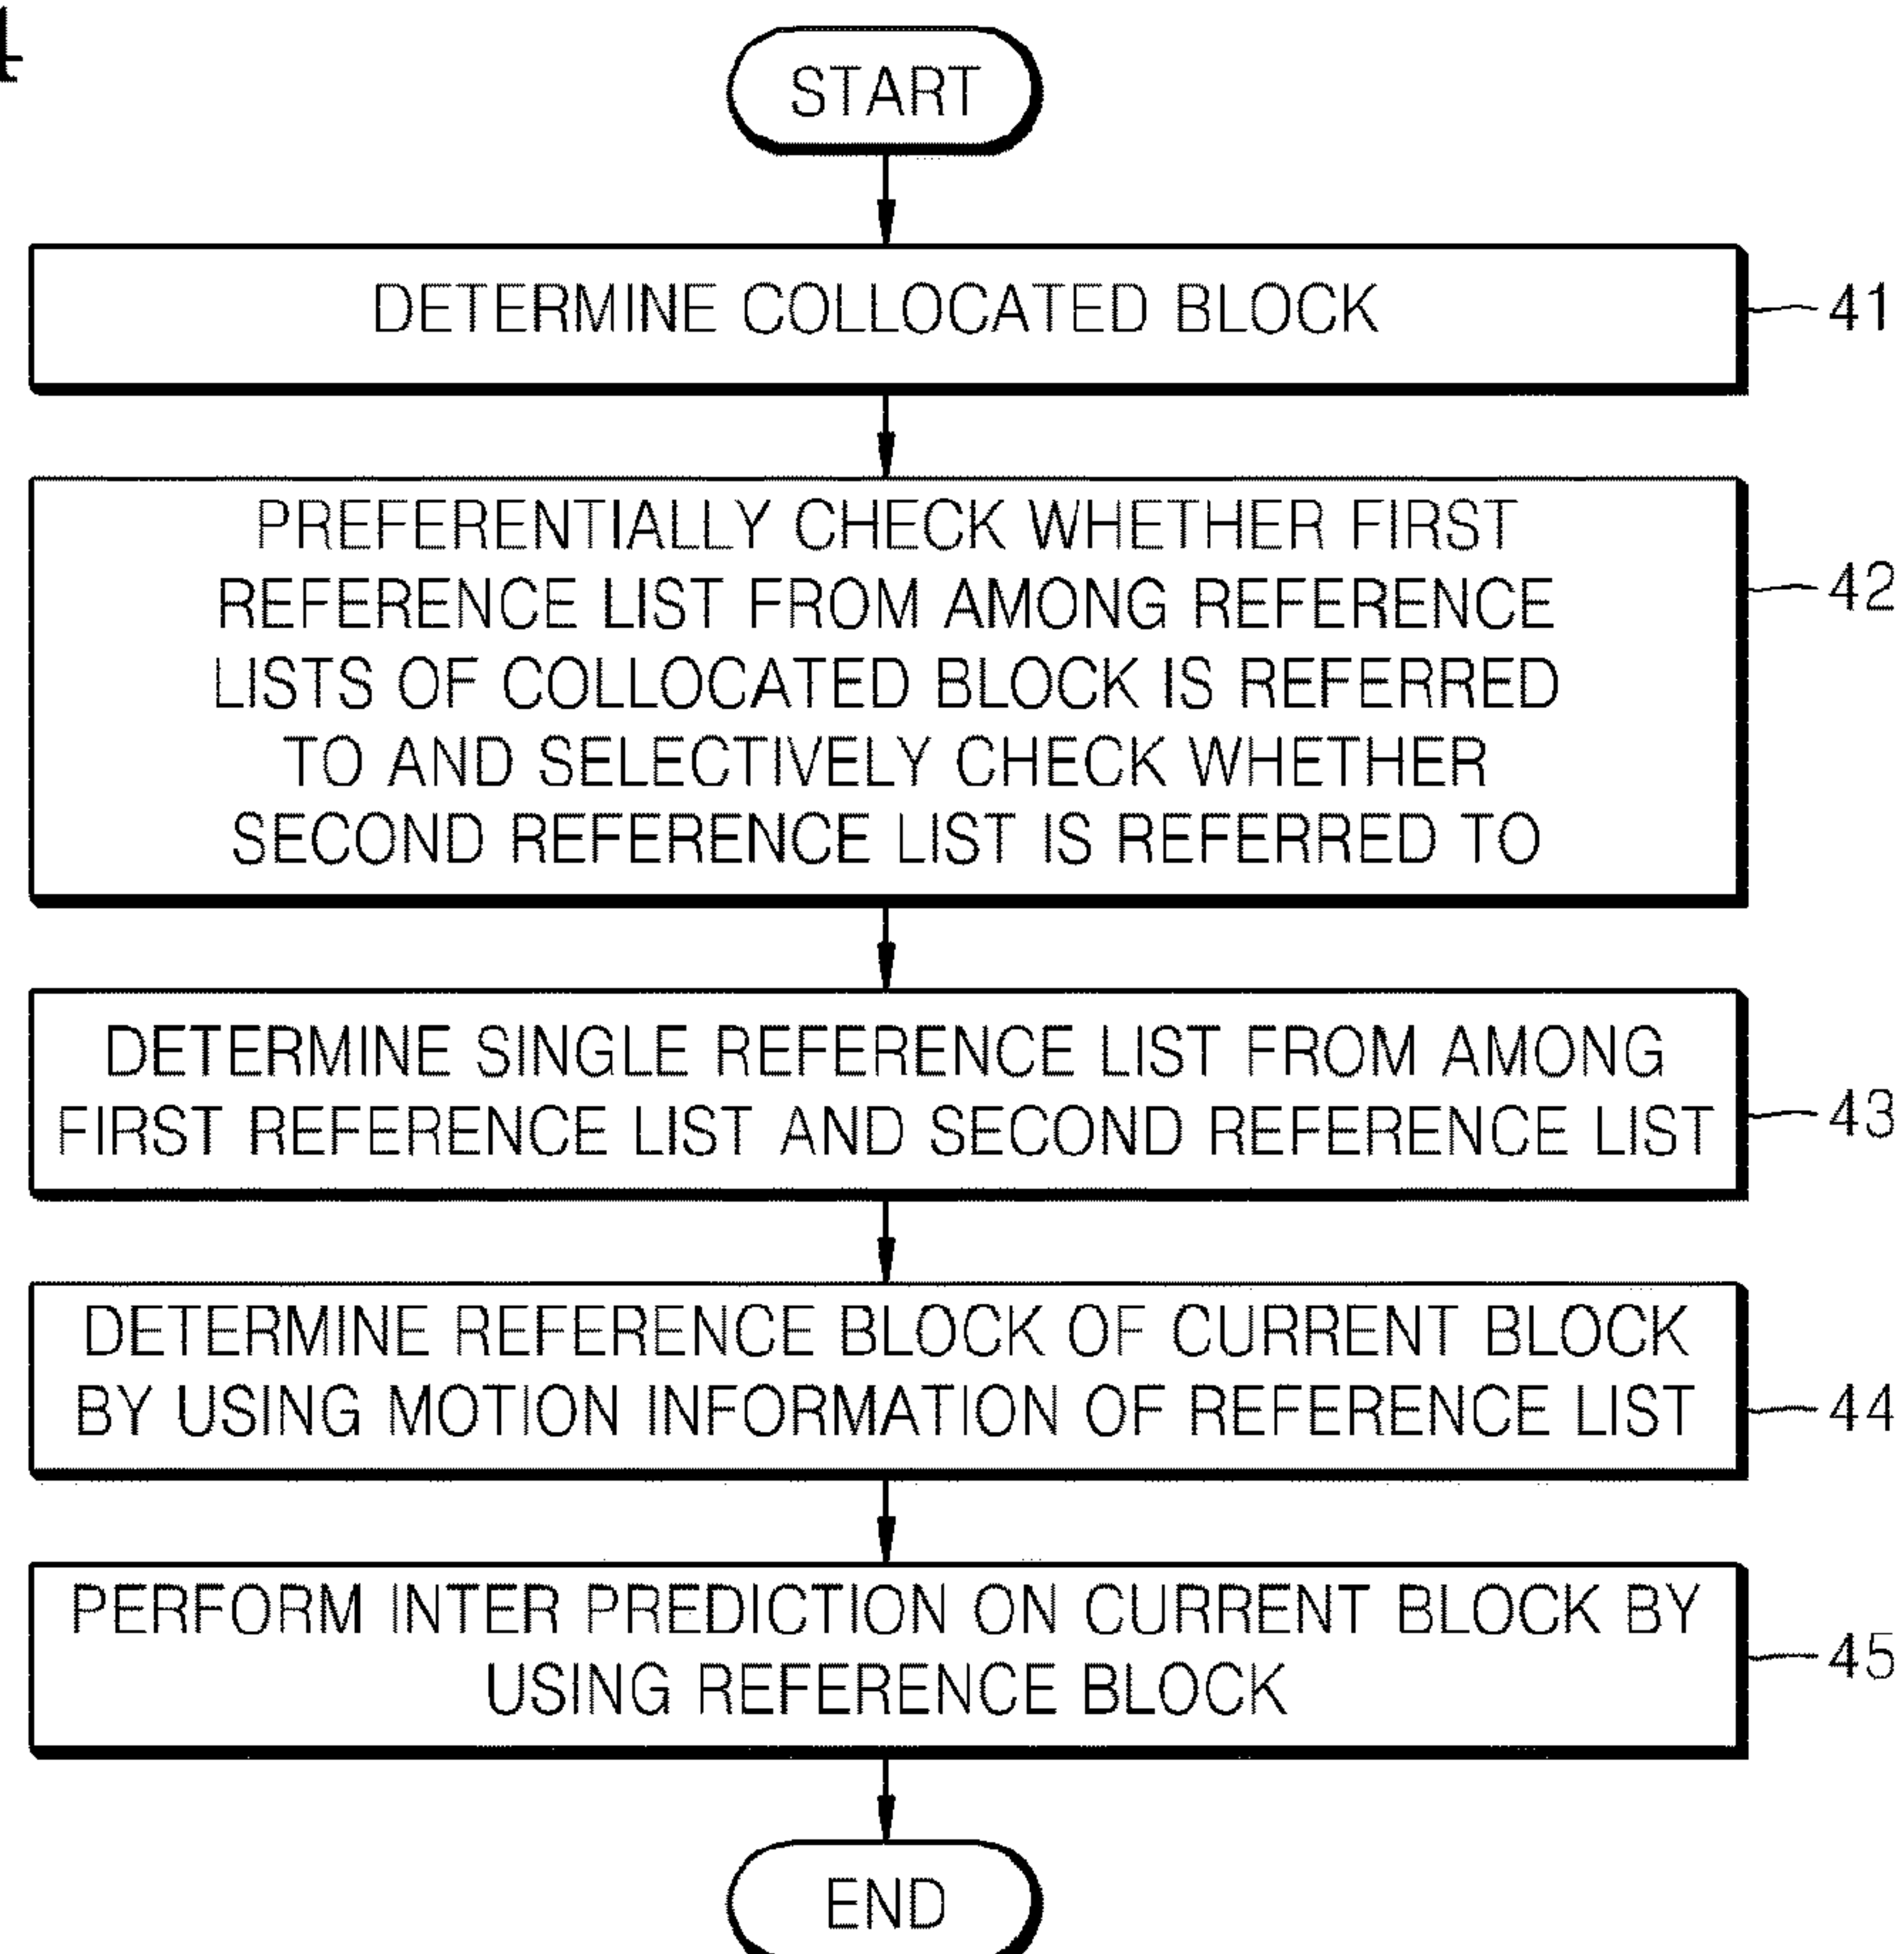 4
START
DETERMINE COLLOCATED BLOCK
41
PREFERENTIALLY CHECK WHETHER FIRST
REFERENCE LIST FROM AMONG REFERENCE
LISTS OF COLLOCATED BLOCK IS REFERRED
TO AND SELECTIVELY CHECK WHETHER
SECOND REFERENCE LIST IS REFERRED TO
42
DETERMINE SINGLE REFERENCE LIST FROM AMONG
FIRST REFERENCE LIST AND SECOND REFERENCE LIST
43
DETERMINE REFERENCE BLOCK OF CURRENT BLOCK
BY USING MOTION INFORMATION OF REFERENCE LIST
44
PERFORM INTER PREDICTION ON CURRENT BLOCK BY
USING REFERENCE BLOCK
45
END